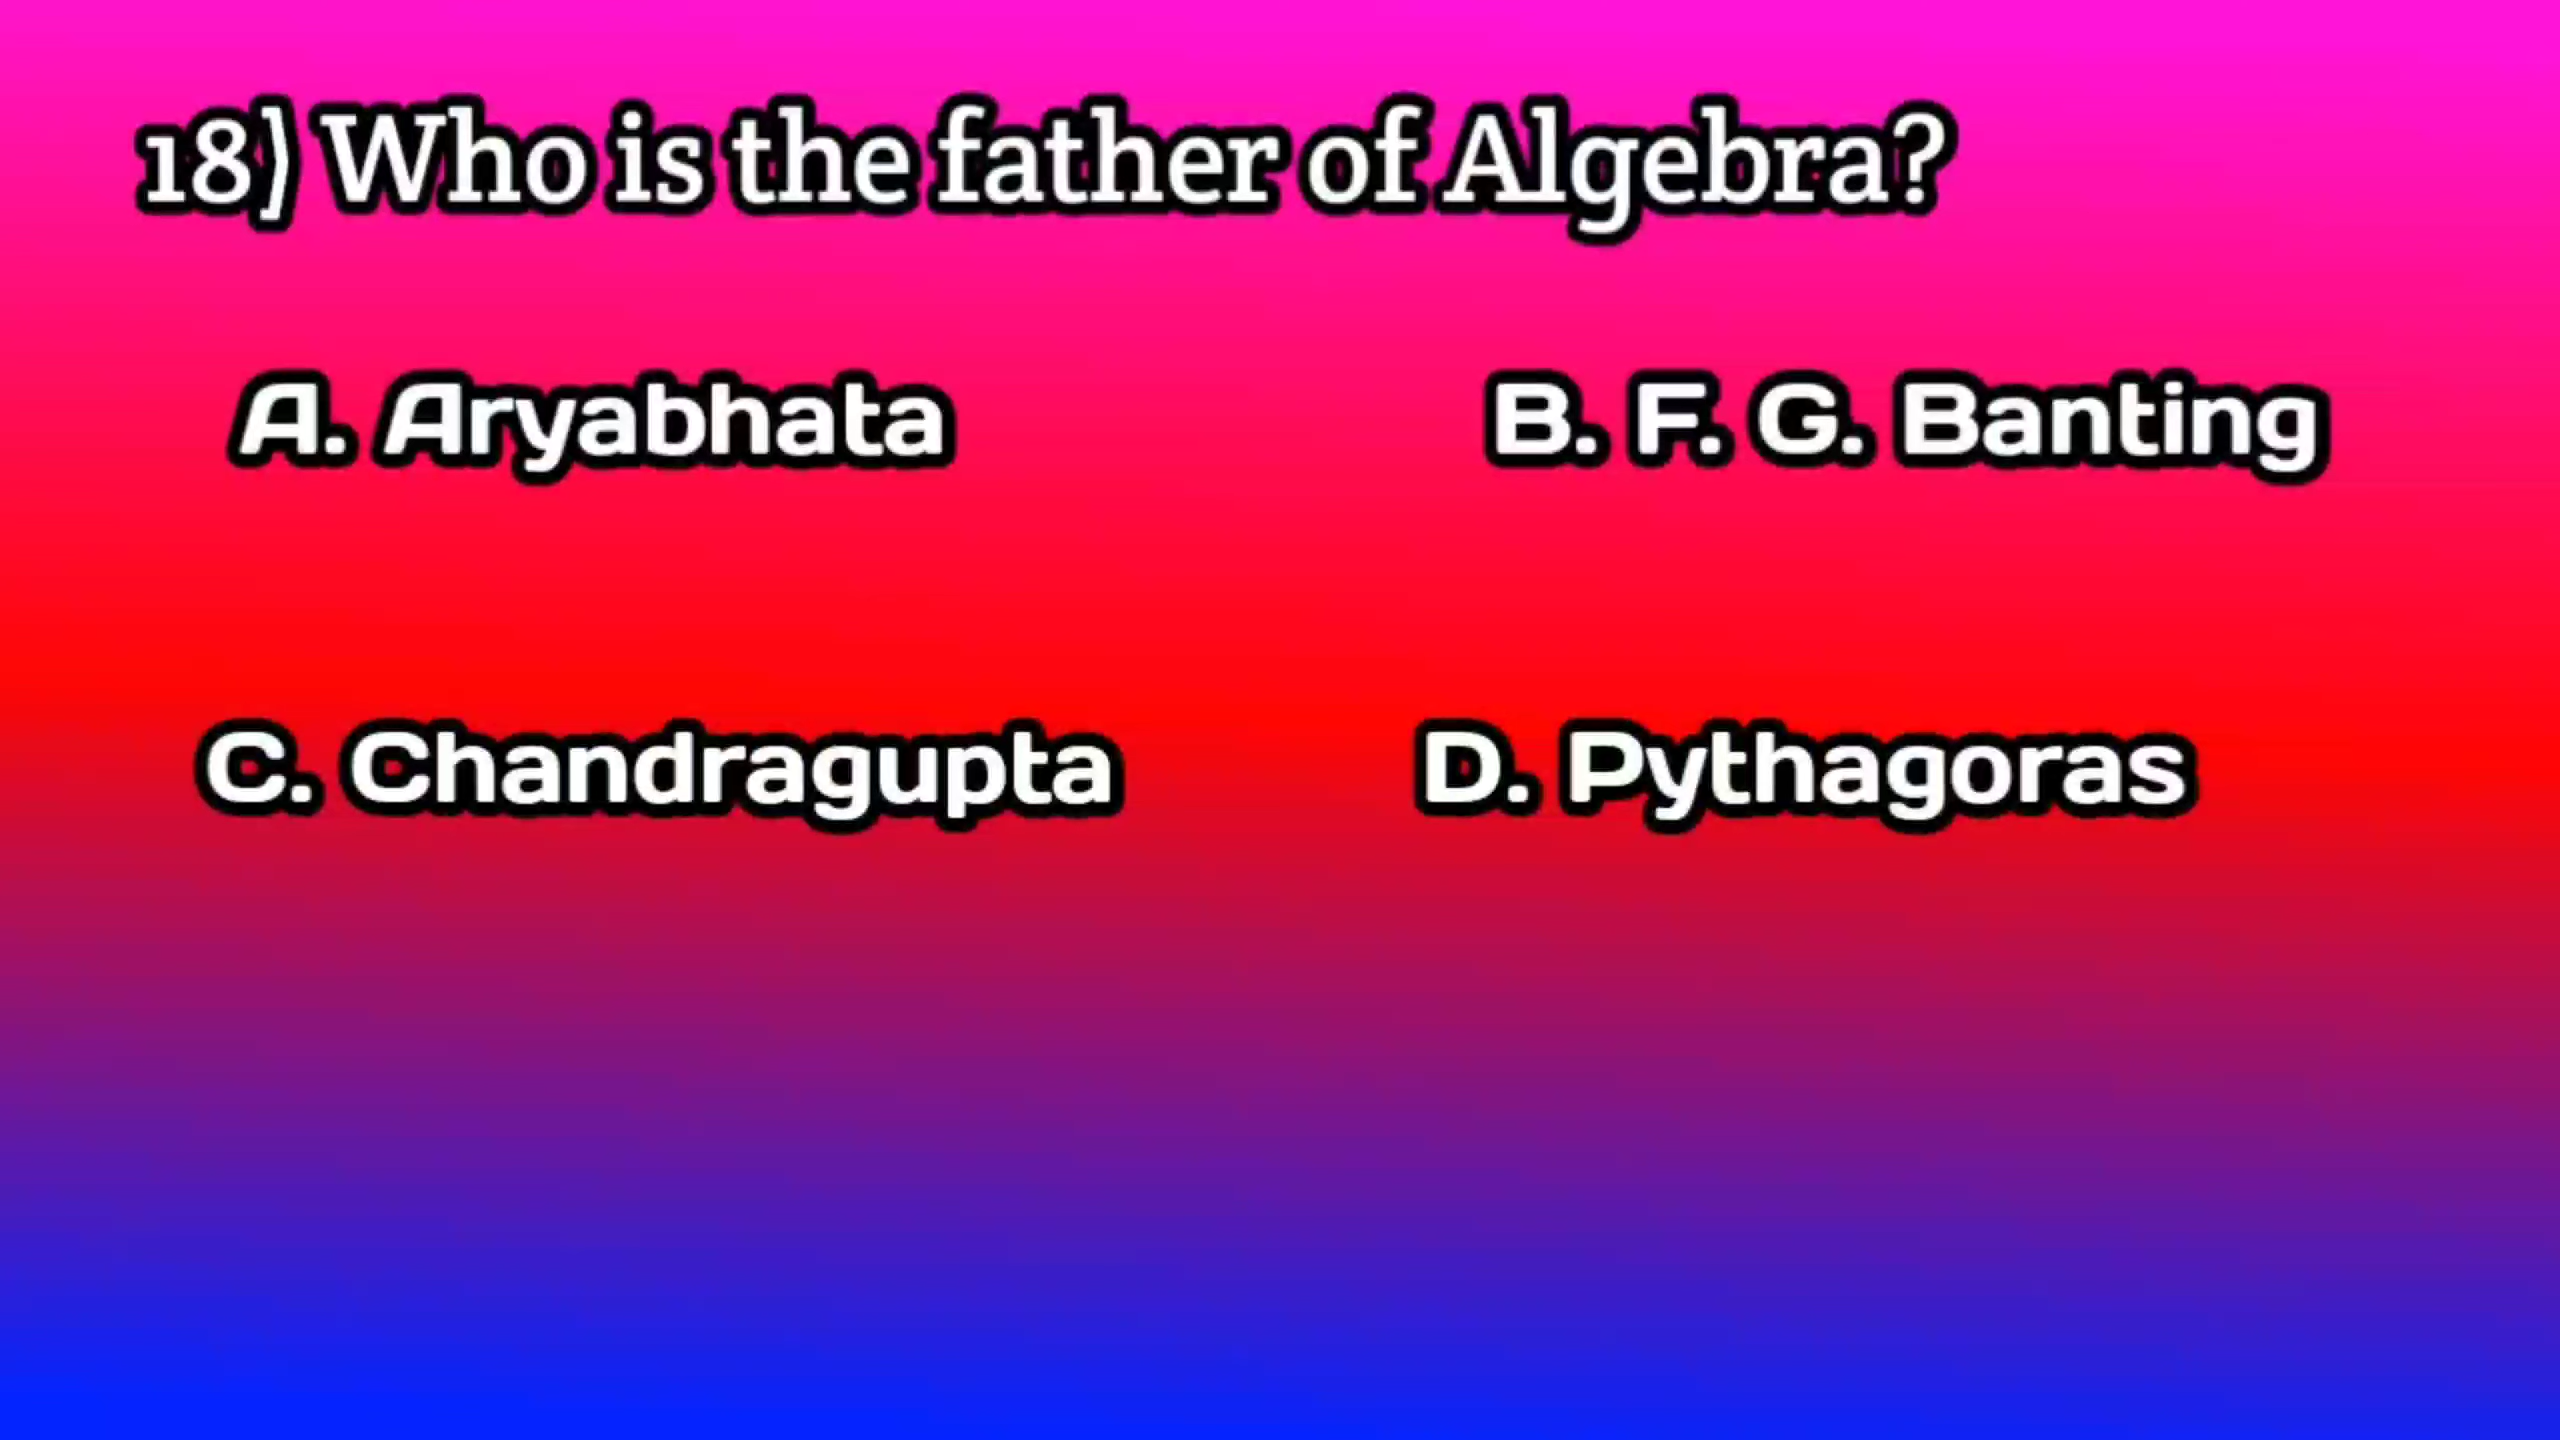 18) Who is the father of Algebra?
A. Aryabhata
B. F. G. Banting
C. Chandragupta
D. Pythagoras